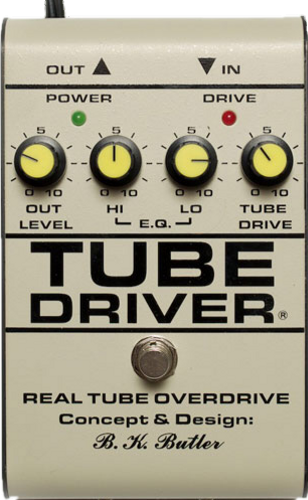 OUT ▲ ▼ IN
POWER DRIVE
5 5 5 5
0 10 0 10 0 10 0 10
OUT LEVEL HI E.Q. LO TUBE DRIVE
TUBE
DRIVER®
REAL TUBE OVERDRIVE
Concept & Design:
B. K. Butler